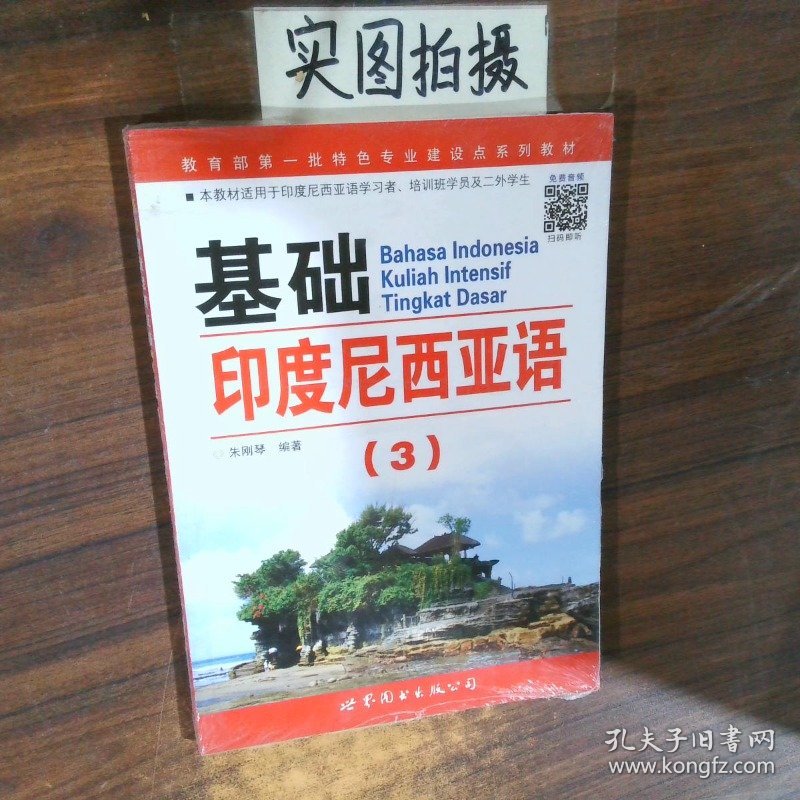 实图拍摄
教育部第一批特色专业建设点系列教材
■ 本教材适用于印度尼西亚语学习者、培训班学员及二外学生
免费音频
扫码即听
基础
Bahasa Indonesia
Kuliah Intensif
Tingkat Dasar
印度尼西亚语
（3）
朱刚琴 编著
世界图书出版公司
孔夫子旧书网
www.kongfz.com